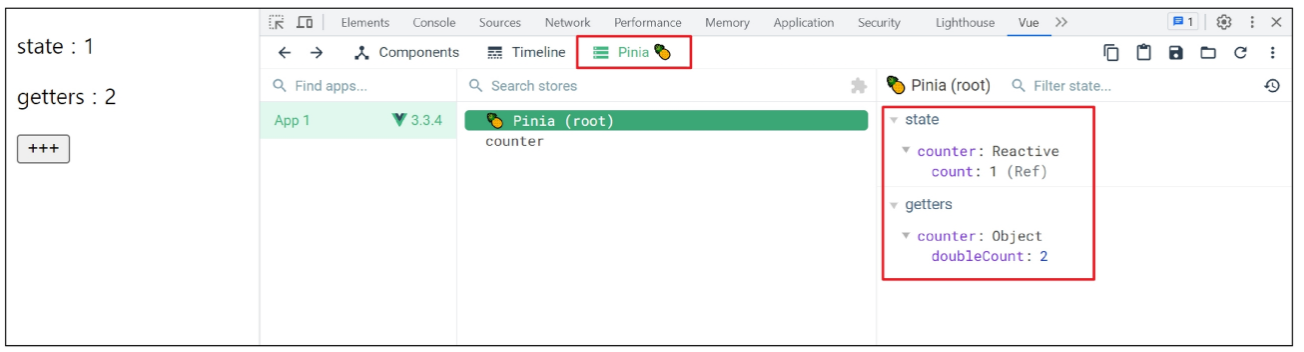 state : 1
getters : 2
+++
Elements Console Sources Network Performance Memory Application Security Lighthouse Vue >> 1
Components Timeline Pinia
Find apps... Search stores Pinia (root) Filter state...
App 1 3.3.4
Pinia (root)
counter
state
counter: Reactive
count: 1 (Ref)
getters
counter: Object
doubleCount: 2